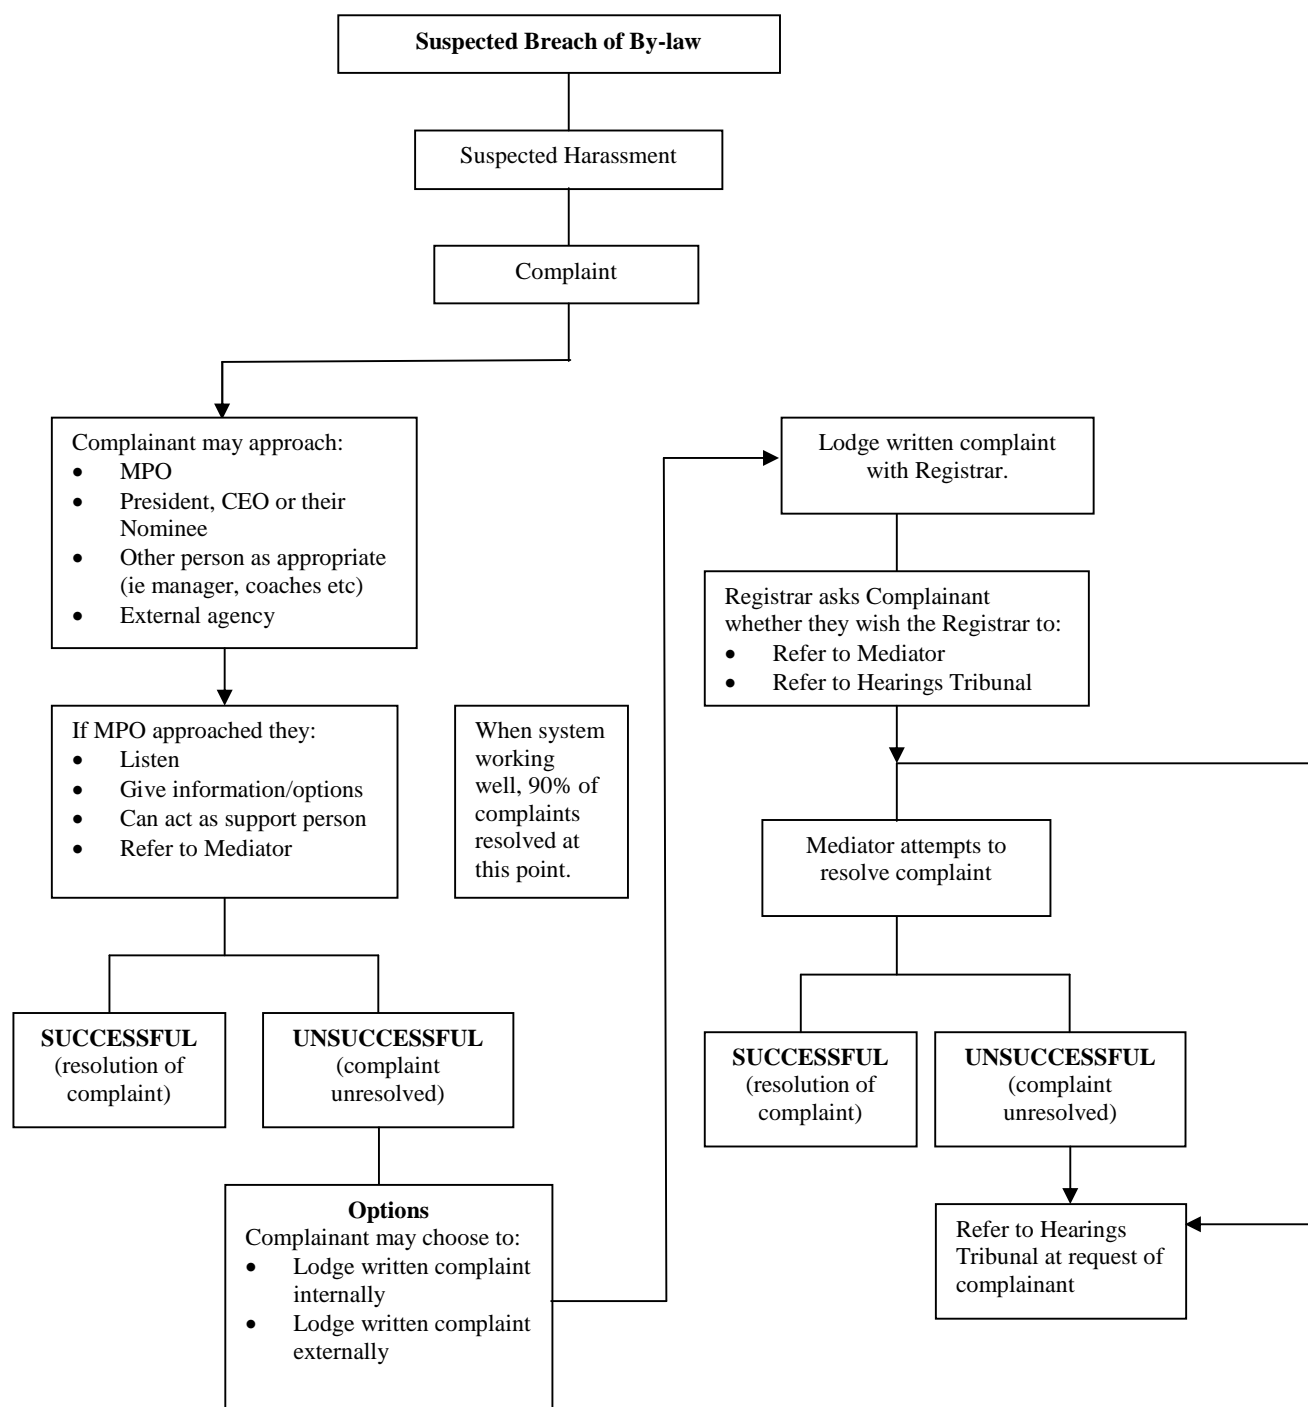 Suspected Breach of By-law
Suspected Harassment
Complaint
Complainant may approach:
• MPO
• President, CEO or their
Nominee
• Other person as appropriate
(ie manager, coaches etc)
• External agency
If MPO approached they:
• Listen
• Give information/options
• Can act as support person
• Refer to Mediator
When system
working
well, 90% of
complaints
resolved at
this point.
SUCCESSFUL
(resolution of
complaint)
UNSUCCESSFUL
(complaint
unresolved)
Options
Complainant may choose to:
• Lodge written complaint
internally
• Lodge written complaint
externally
Lodge written complaint
with Registrar.
Registrar asks Complainant
whether they wish the Registrar to:
• Refer to Mediator
• Refer to Hearings Tribunal
Mediator attempts to
resolve complaint
SUCCESSFUL
(resolution of
complaint)
UNSUCCESSFUL
(complaint
unresolved)
Refer to Hearings
Tribunal at request of
complainant